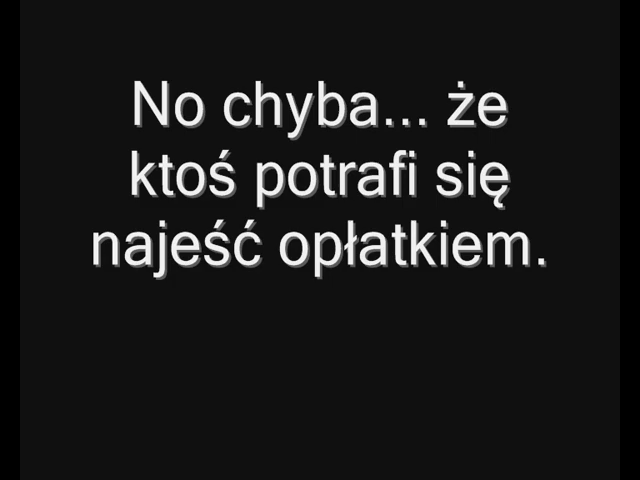 No chyba... że
ktoś potrafi się
najeść opłatkiem.